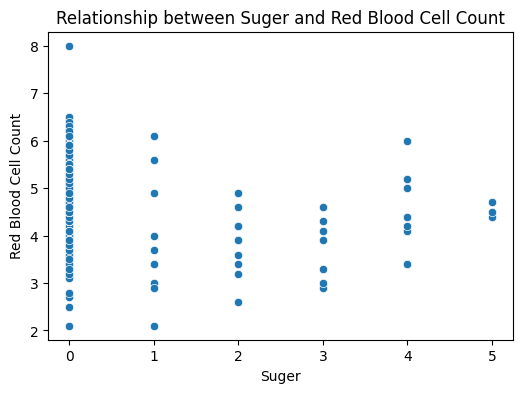 Relationship between Suger and Red Blood Cell Count
8
7
6
5
4
3
2
Red Blood Cell Count
0 1 2 3 4 5
Suger